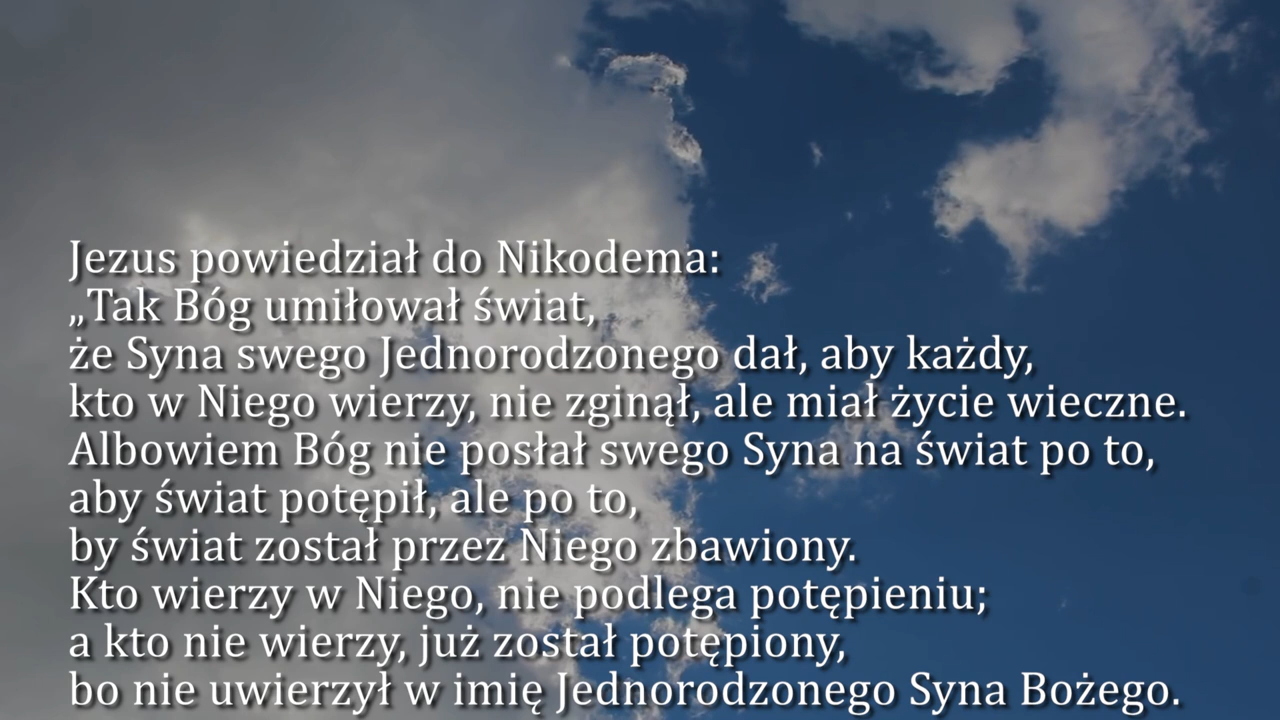 Jezus powiedział do Nikodema:
„Tak Bóg umiłował świat,
że Syna swego Jednorodzonego dał, aby każdy,
kto w Niego wierzy, nie zginął, ale miał życie wieczne.
Albowiem Bóg nie posłał swego Syna na świat po to,
aby świat potępił, ale po to,
by świat został przez Niego zbawiony.
Kto wierzy w Niego, nie podlega potępieniu;
a kto nie wierzy, już został potępiony,
bo nie uwierzył w imię Jednorodzonego Syna Bożego.